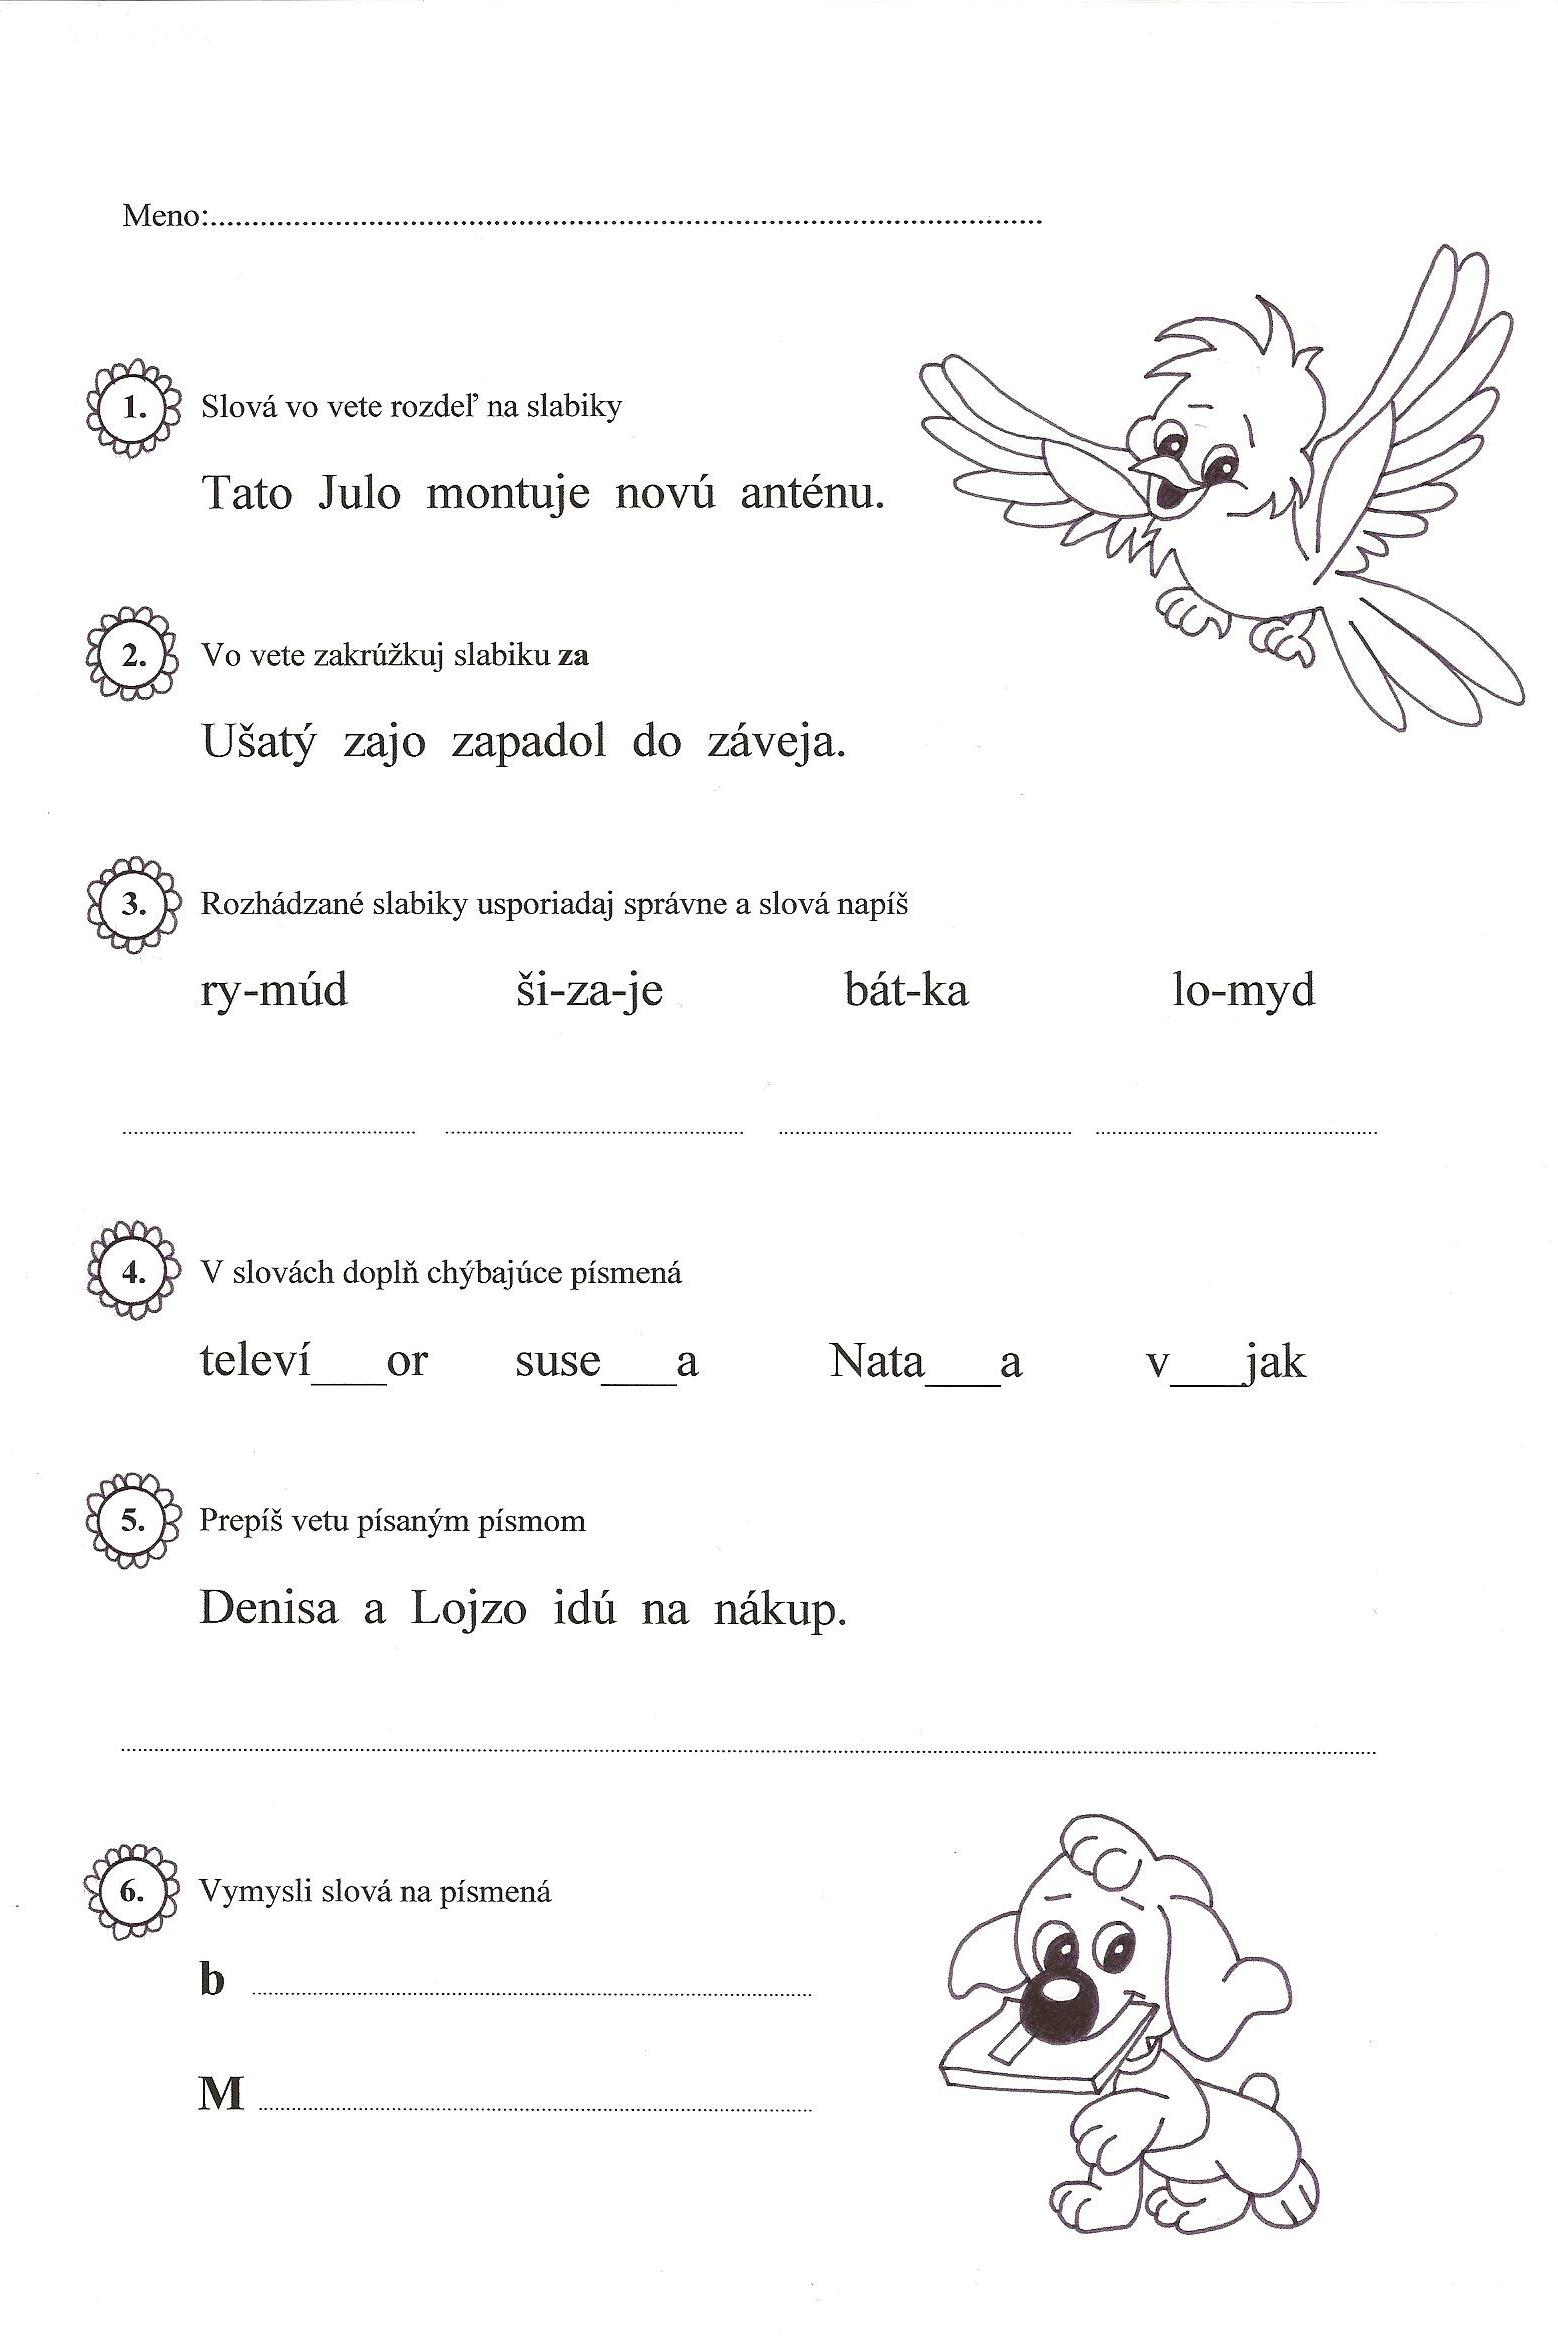 Meno:..........................................................................................................
1. Slová vo vete rozdeľ na slabiky
Tato Julo montuje novú anténu.
2. Vo vete zakrúžkuj slabiku za
Ušatý zajo zapadol do záveja.
3. Rozhádzané slabiky usporiadaj správne a slová napíš
ry-múd ši-za-je bát-ka lo-myd
4. V slovách doplň chýbajúce písmená
televí___or suse___a Nata___a v___jak
5. Prepíš vetu písaným písmom
Denisa a Lojzo idú na nákup.
6. Vymysli slová na písmená
b
M